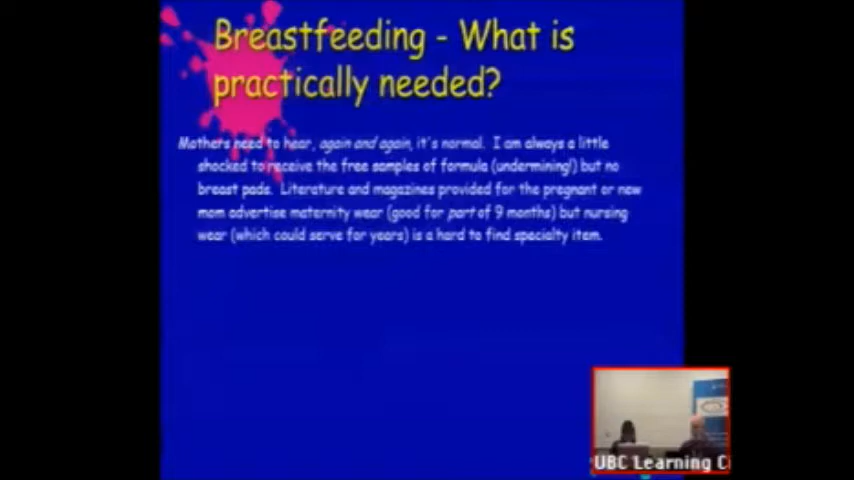 Breastfeeding - What is
practically needed?
Mothers need to hear, again and again, it's normal. I am always a little
shocked to receive the free samples of formula (undermining!) but no
breast pads. Literature and magazines provided for the pregnant or new
mom advertise maternity wear (good for part of 9 months) but nursing
wear (which could serve for years) is a hard to find specialty item.
UBC Learning Ci